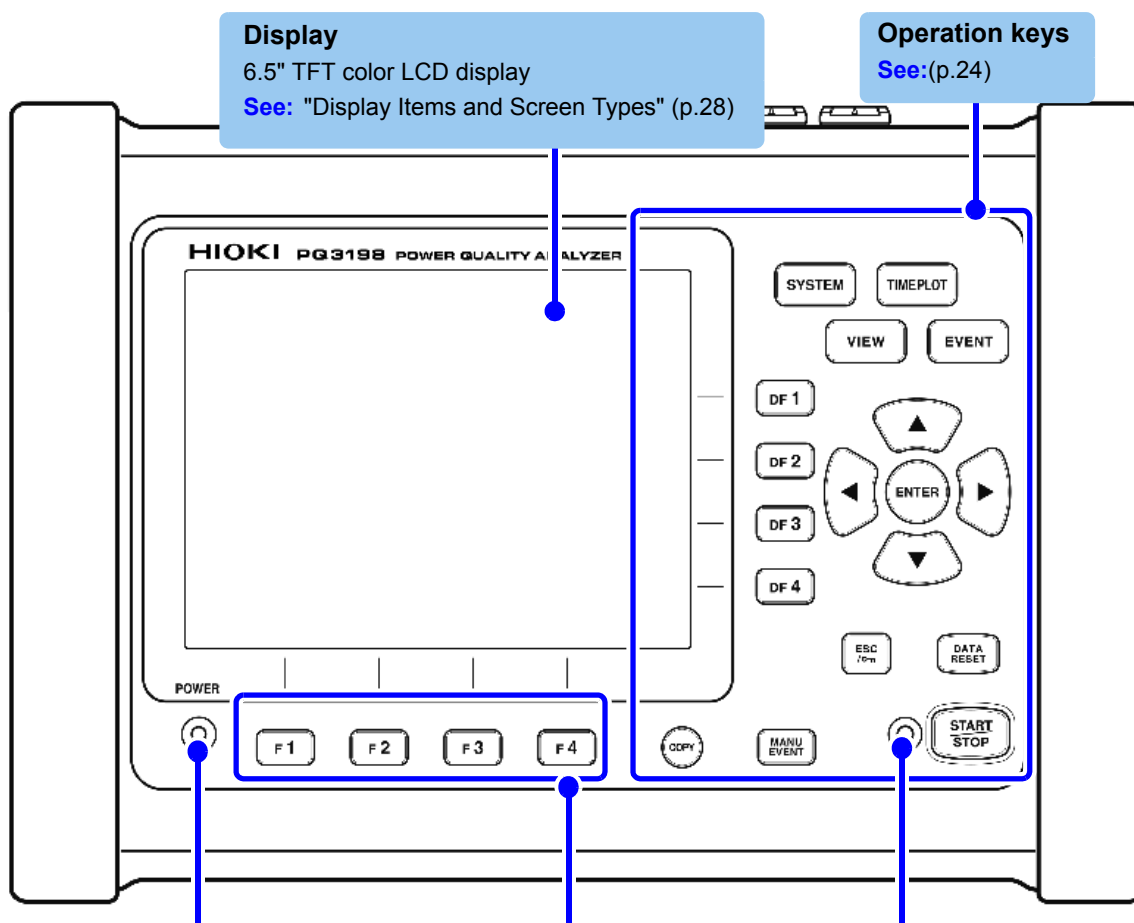 Display
6.5" TFT color LCD display
See: "Display Items and Screen Types" (p.28)
Operation keys
See:(p.24)
HIOKI PQ3198 POWER QUALITY ANALYZER
SYSTEM
TIMEPLOT
VIEW
EVENT
DF 1
DF 2
ENTER
DF 3
DF 4
ESC
/
DATA
RESET
POWER
F 1
F 2
F 3
F 4
COPY
MANU
EVENT
START
STOP